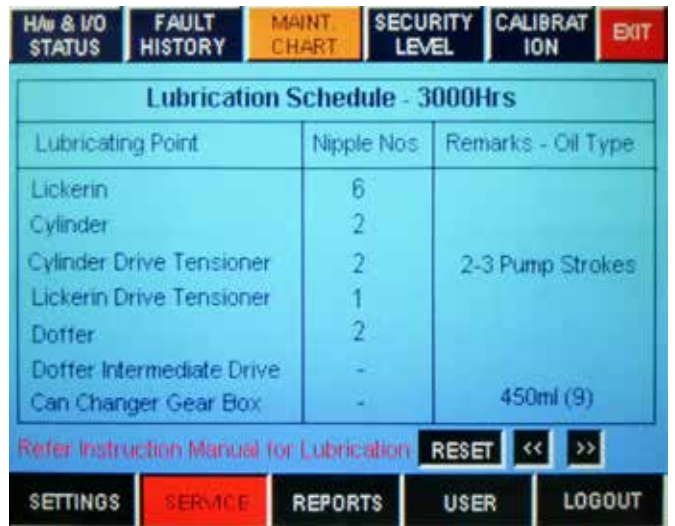 H/w & I/O STATUS
FAULT HISTORY
MAINT. CHART
SECURITY LEVEL
CALIBRAT ION
EXIT
Lubrication Schedule - 3000Hrs
Lubricating Point Nipple Nos Remarks - Oil Type
Lickerin 6
Cylinder 2
Cylinder Drive Tensioner 2 2-3 Pump Strokes
Lickerin Drive Tensioner 1
Doffer 2
Doffer Intermediate Drive -
Can Changer Gear Box - 450ml (9)
Refer Instruction Manual for Lubrication RESET << >>
SETTINGS SERVICE REPORTS USER LOGOUT